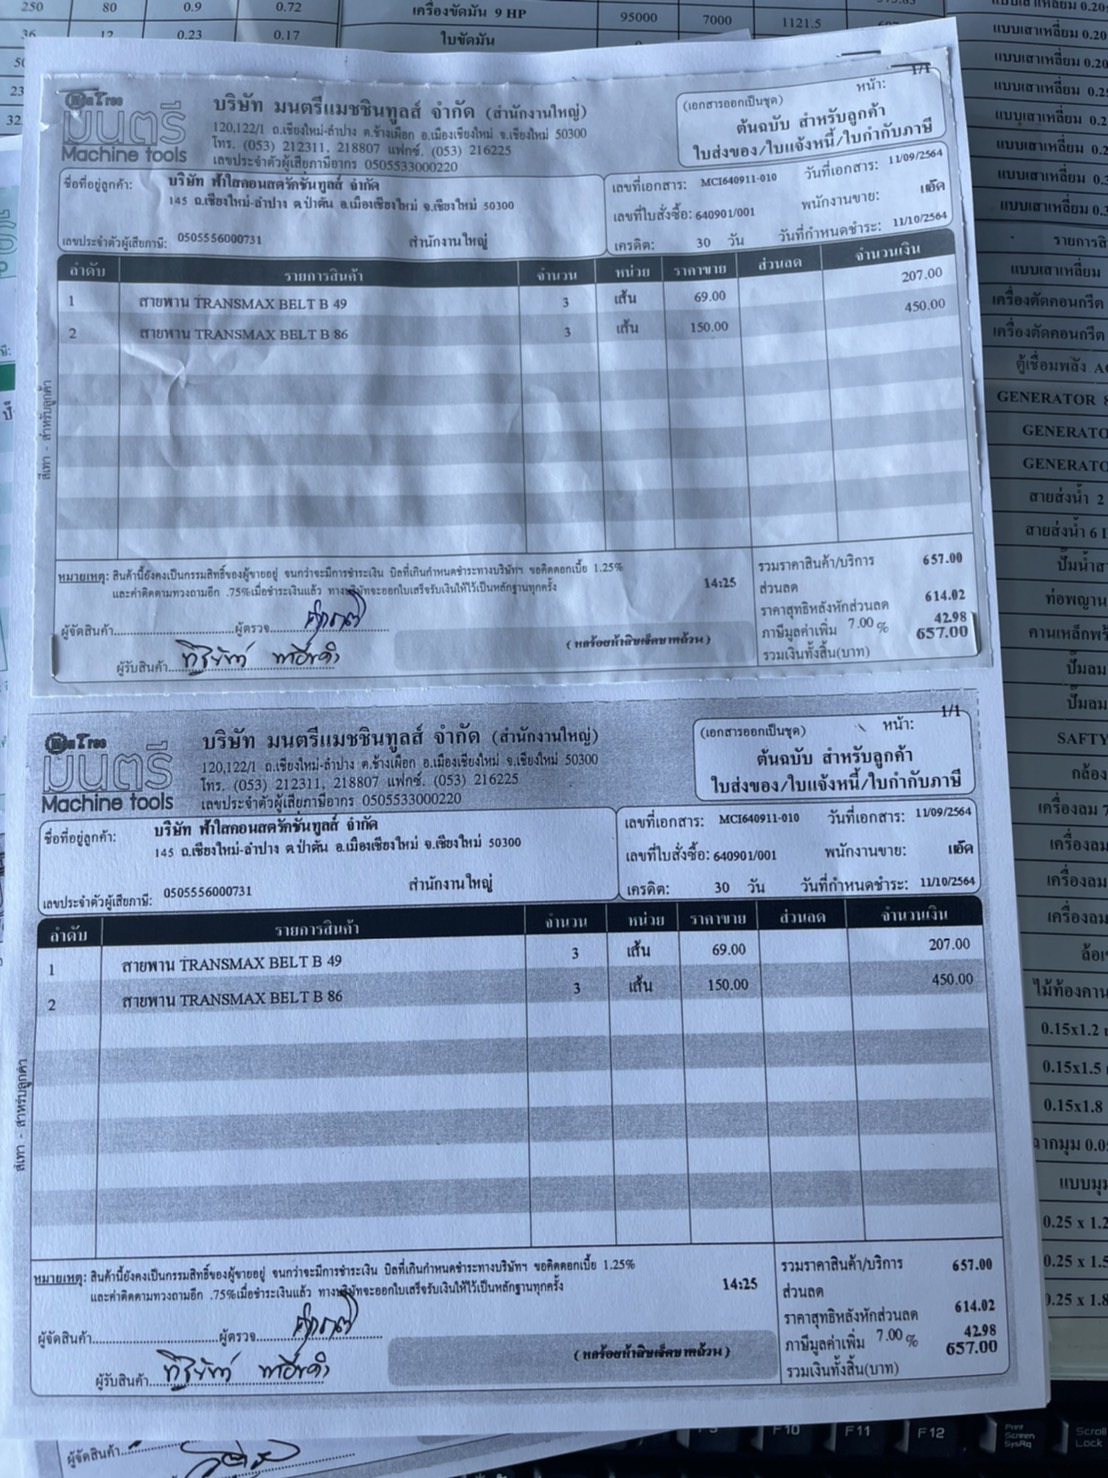 250 80 0.9 0.72 เครื่องขัดมัน 9 HP 95000 7000 1121.5
36 12 0.23 0.17 ใบขัดมัน
แบบเสาเหลี่ยม 0.20
แบบเสาเหลี่ยม 0.20
แบบเสาเหลี่ยม 0.2
แบบเสาเหลี่ยม 0.3
รายการสิ
แบบเสาเหลี่ยม
เครื่องตัดคอนกรีต
เครื่องตัดคอนกรีต
ตู้เชื่อมพลัง
GENERATOR
GENERATO
GENERATO
สายส่งน้ำ 2
สายส่งน้ำ 6
ปั๊มน้ำ
ท่อพญานา
คานเหล็กพร้
ปั๊มลม
ปั๊มลม
SAFTY
กล้อง
เครื่องลม 7
เครื่องลม
เครื่องลม
เครื่องลม
ไม้ท้องคาน
0.15x1.2
0.15x1.5
0.15x1.8
ฉากมุม 0.0
แบบมุม
0.25 x 1.2
0.25 x 1.5
0.25 x 1.8
MonTree
มนตรี
Machine tools
บริษัท มนตรีแมชชินทูลส์ จำกัด (สำนักงานใหญ่)
120,122/1 ถ.เชียงใหม่-ลำปาง ต.ช้างเผือก อ.เมืองเชียงใหม่ จ.เชียงใหม่ 50300
โทร. (053) 212311, 218807 แฟกซ์. (053) 216225
เลขประจำตัวผู้เสียภาษีอากร 0505533000220
หน้า: 1/1
(เอกสารออกเป็นชุด)
ต้นฉบับ สำหรับลูกค้า
ใบส่งของ/ใบแจ้งหนี้/ใบกำกับภาษี
ชื่อที่อยู่ลูกค้า: บริษัท ฟ้าใสคอนสตรัคชั่นทูลส์ จำกัด
145 ถ.เชียงใหม่-ลำปาง ต.ป่าตัน อ.เมืองเชียงใหม่ จ.เชียงใหม่ 50300
เลขประจำตัวผู้เสียภาษี: 0505556000731 สำนักงานใหญ่
เลขที่เอกสาร: MCI640911-010 วันที่เอกสาร: 11/09/2564
เลขที่ใบสั่งซื้อ: 640901/001 พนักงานขาย: แอ๊ด
เครดิต: 30 วัน วันที่กำหนดชำระ: 11/10/2564
ลำดับ รายการสินค้า จำนวน หน่วย ราคาขาย ส่วนลด จำนวนเงิน
1 สายพาน TRANSMAX BELT B 49 3 เส้น 69.00 207.00
2 สายพาน TRANSMAX BELT B 86 3 เส้น 150.00 450.00
สีเทา - สำหรับลูกค้า
หมายเหตุ: สินค้านี้ยังคงเป็นกรรมสิทธิ์ของผู้ขายอยู่ จนกว่าจะมีการชำระเงิน บิลที่เกินกำหนดชำระทางบริษัทฯ ขอคิดดอกเบี้ย 1.25%
และค่าติดตามทวงถามอีก .75%เมื่อชำระเงินแล้ว ทางบริษัทจะออกใบเสร็จรับเงินให้ไว้เป็นหลักฐานทุกครั้ง
14:25
รวมราคาสินค้า/บริการ 657.00
ส่วนลด
ราคาสุทธิหลังหักส่วนลด 614.02
ภาษีมูลค่าเพิ่ม 7.00 % 42.98
รวมเงินทั้งสิ้น(บาท) 657.00
ผู้จัดสินค้า ผู้ตรวจ
(หกร้อยห้าสิบเจ็ดบาทถ้วน)
ผู้รับสินค้า
MonTree
มนตรี
Machine tools
บริษัท มนตรีแมชชินทูลส์ จำกัด (สำนักงานใหญ่)
120,122/1 ถ.เชียงใหม่-ลำปาง ต.ช้างเผือก อ.เมืองเชียงใหม่ จ.เชียงใหม่ 50300
โทร. (053) 212311, 218807 แฟกซ์. (053) 216225
เลขประจำตัวผู้เสียภาษีอากร 0505533000220
หน้า: 1/1
(เอกสารออกเป็นชุด)
ต้นฉบับ สำหรับลูกค้า
ใบส่งของ/ใบแจ้งหนี้/ใบกำกับภาษี
ชื่อที่อยู่ลูกค้า: บริษัท ฟ้าใสคอนสตรัคชั่นทูลส์ จำกัด
145 ถ.เชียงใหม่-ลำปาง ต.ป่าตัน อ.เมืองเชียงใหม่ จ.เชียงใหม่ 50300
เลขประจำตัวผู้เสียภาษี: 0505556000731 สำนักงานใหญ่
เลขที่เอกสาร: MCI640911-010 วันที่เอกสาร: 11/09/2564
เลขที่ใบสั่งซื้อ: 640901/001 พนักงานขาย: แอ๊ด
เครดิต: 30 วัน วันที่กำหนดชำระ: 11/10/2564
ลำดับ รายการสินค้า จำนวน หน่วย ราคาขาย ส่วนลด จำนวนเงิน
1 สายพาน TRANSMAX BELT B 49 3 เส้น 69.00 207.00
2 สายพาน TRANSMAX BELT B 86 3 เส้น 150.00 450.00
สีเทา - สำหรับลูกค้า
หมายเหตุ: สินค้านี้ยังคงเป็นกรรมสิทธิ์ของผู้ขายอยู่ จนกว่าจะมีการชำระเงิน บิลที่เกินกำหนดชำระทางบริษัทฯ ขอคิดดอกเบี้ย 1.25%
และค่าติดตามทวงถามอีก .75%เมื่อชำระเงินแล้ว ทางบริษัทจะออกใบเสร็จรับเงินให้ไว้เป็นหลักฐานทุกครั้ง
14:25
รวมราคาสินค้า/บริการ 657.00
ส่วนลด
ราคาสุทธิหลังหักส่วนลด 614.02
ภาษีมูลค่าเพิ่ม 7.00 % 42.98
รวมเงินทั้งสิ้น(บาท) 657.00
ผู้จัดสินค้า ผู้ตรวจ
(หกร้อยห้าสิบเจ็ดบาทถ้วน)
ผู้รับสินค้า
ผู้จัดสินค้า
F10 F11 F12 Print Screen SysRq Scroll Lock